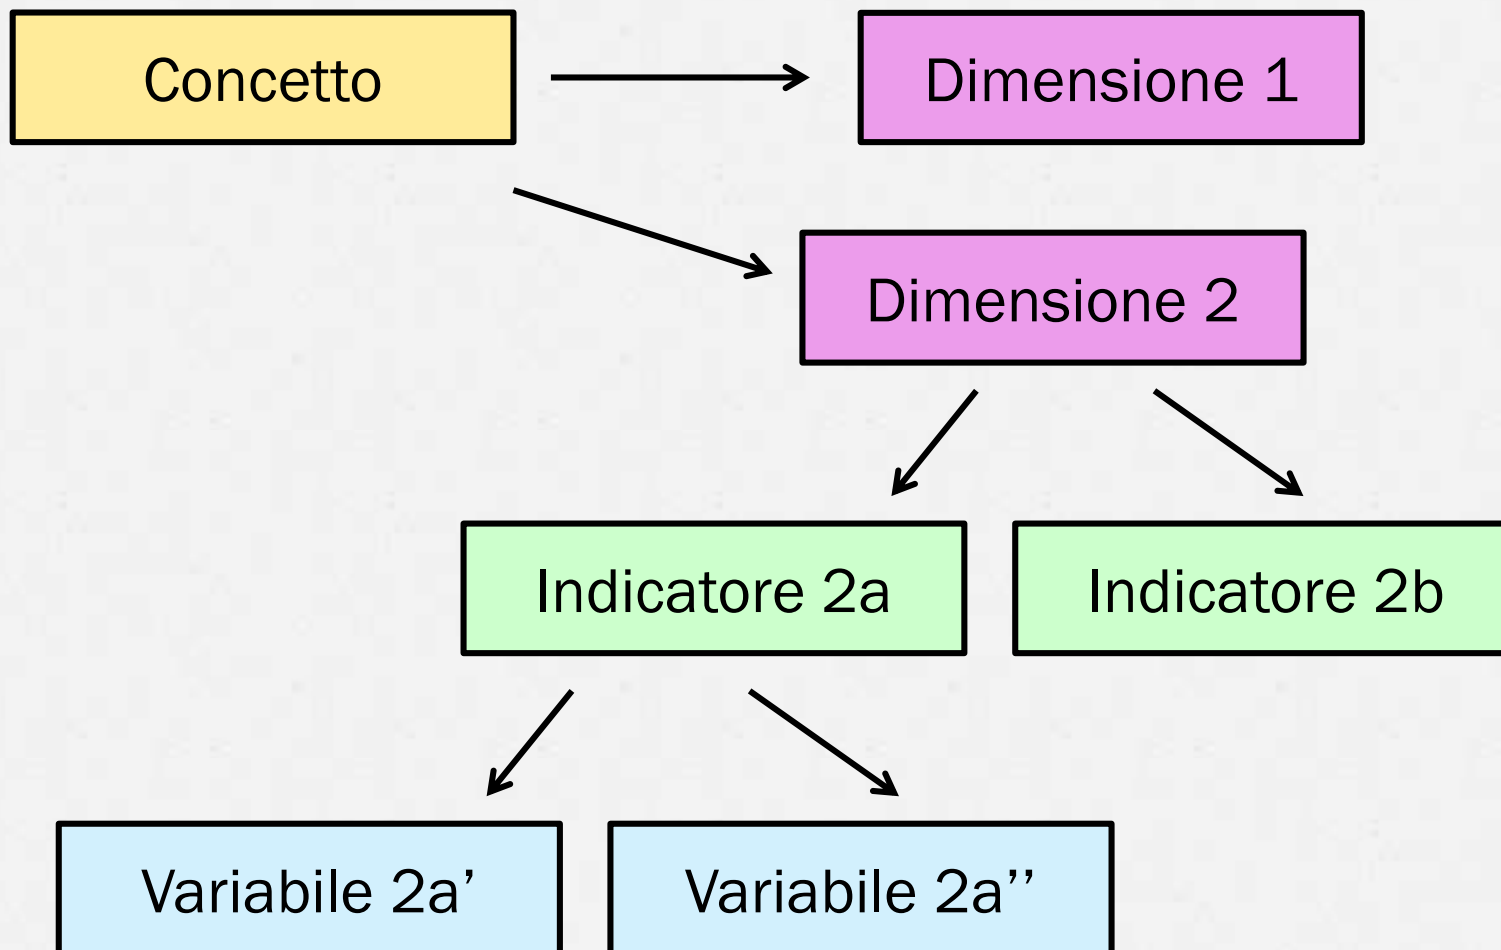 Concetto
Dimensione 1
Dimensione 2
Indicatore 2a
Indicatore 2b
Variabile 2a’
Variabile 2a’’